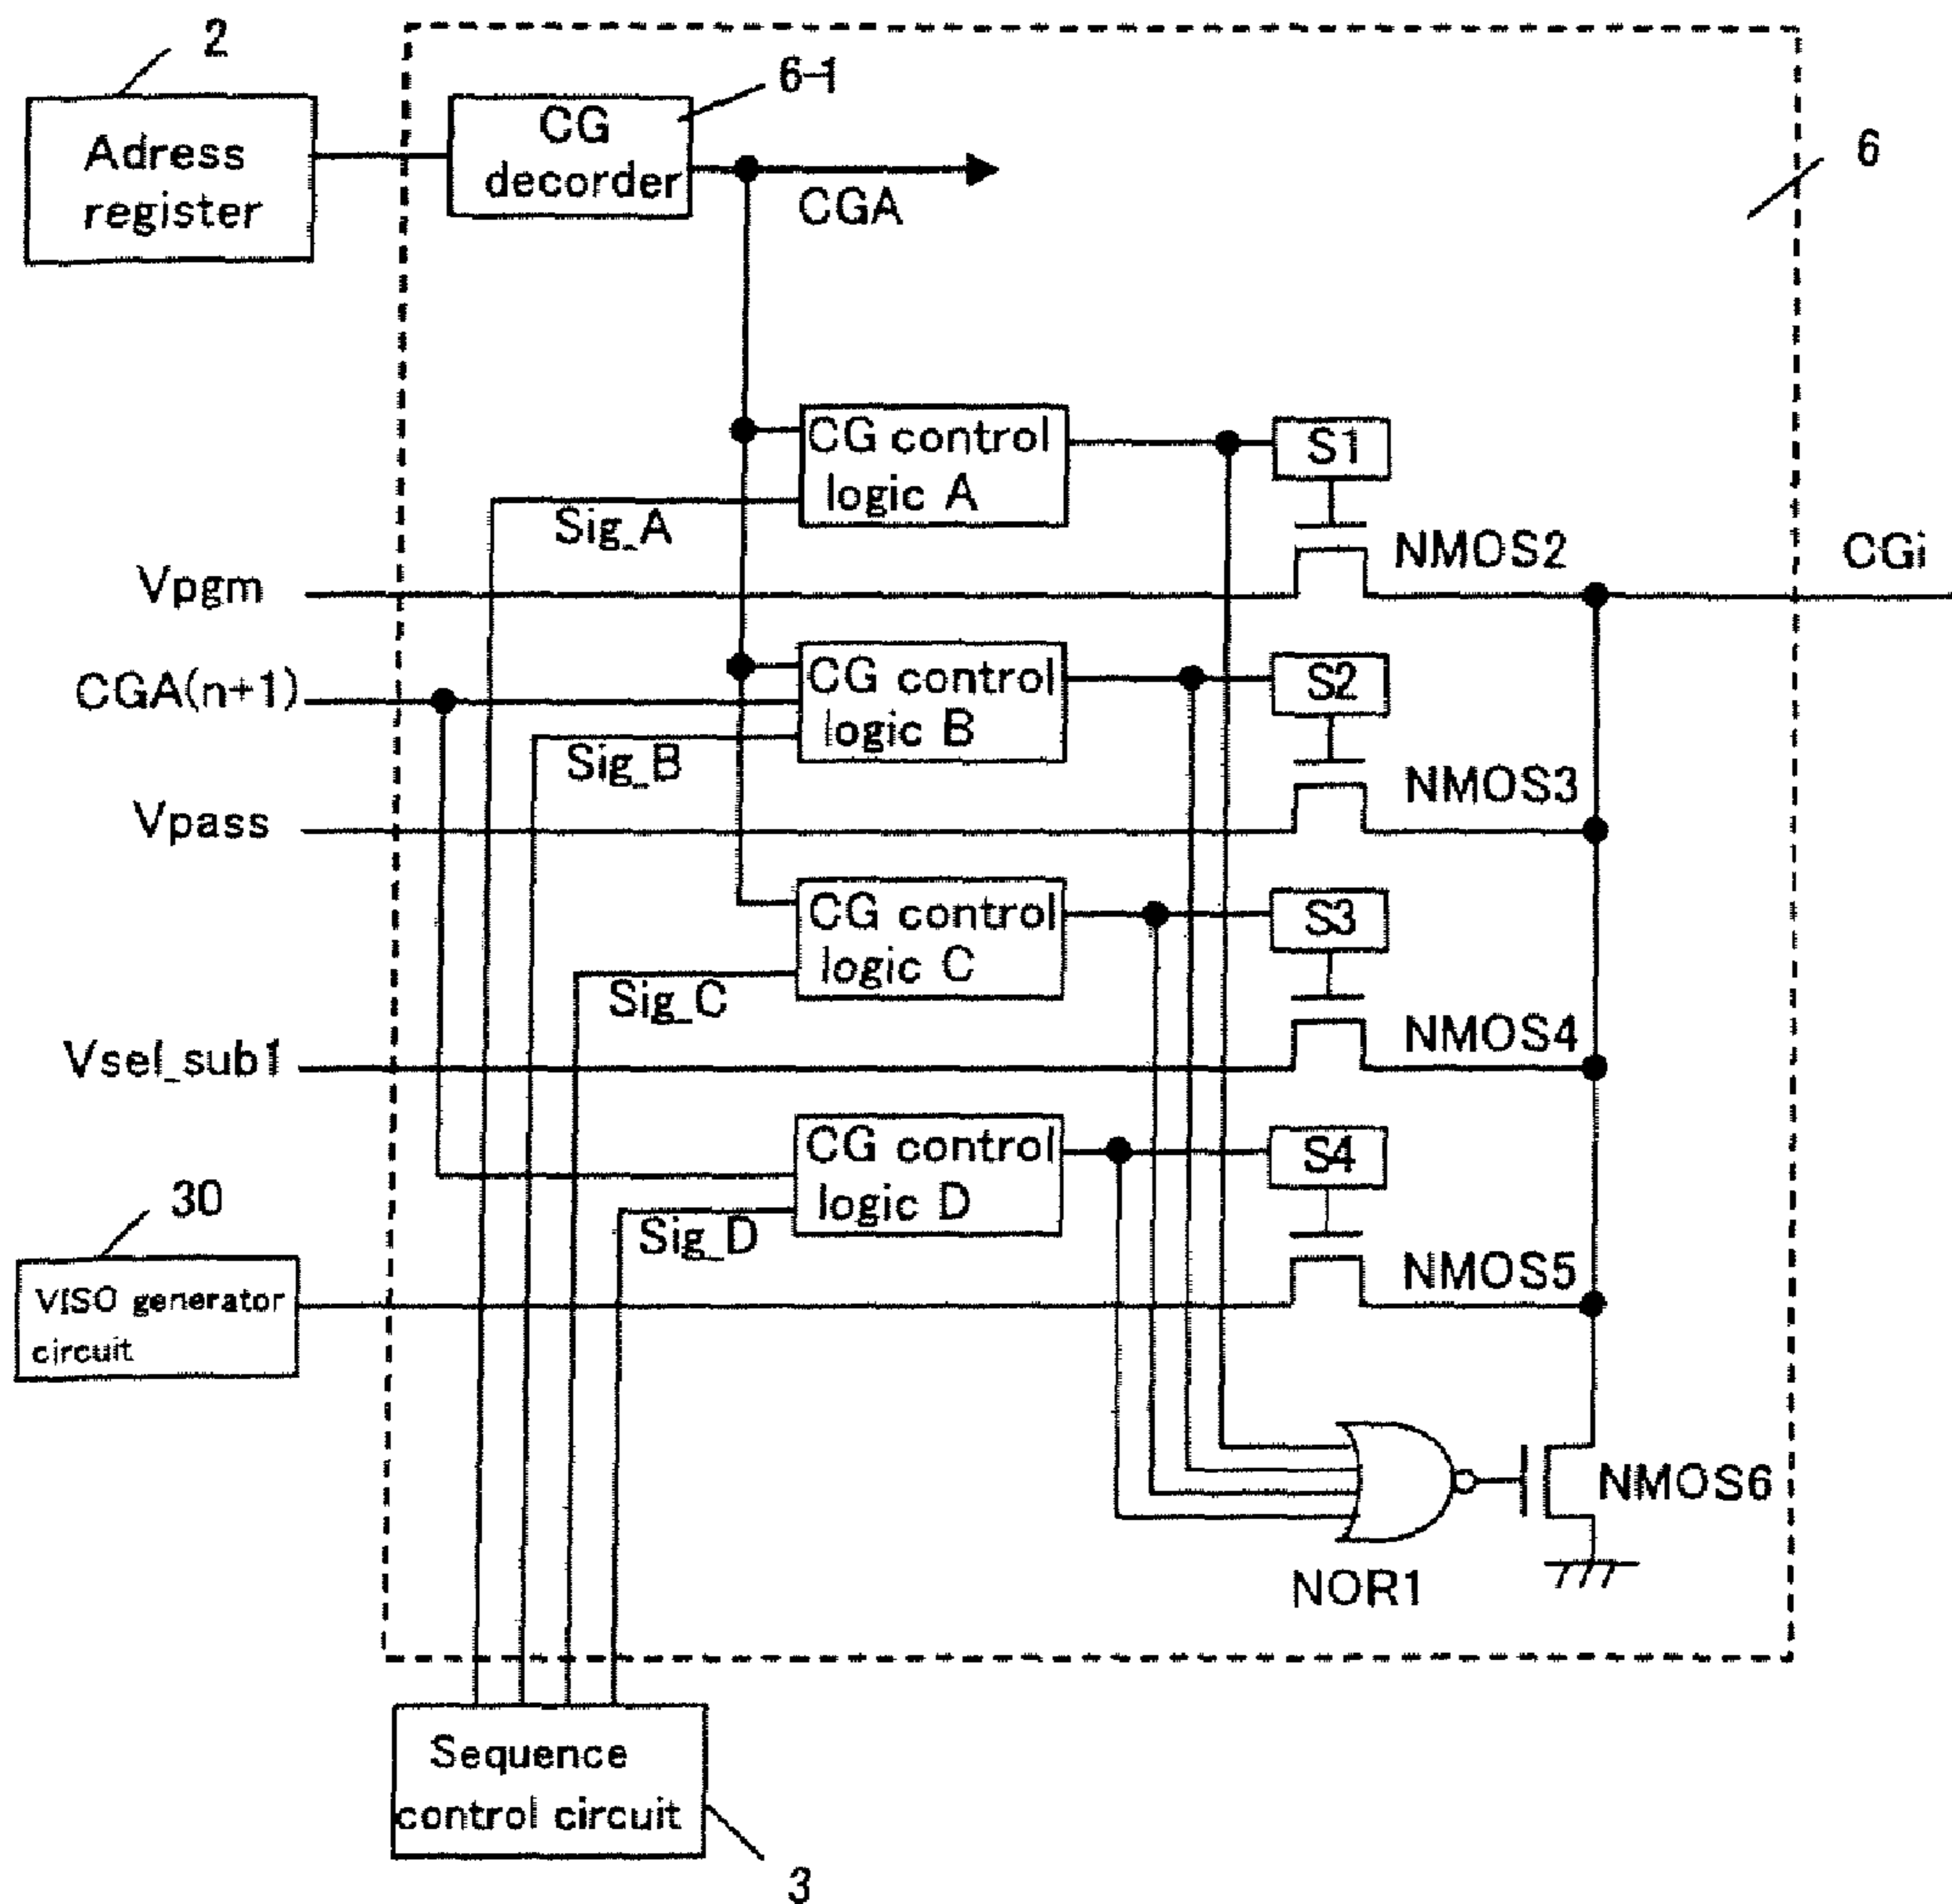 2
6-1
Adress
register
CG
decorder
6
CGA
CG control
logic A
S1
Sig_A
NMOS2
CGi
Vpgm
CGA(n+1)
CG control
logic B
S2
Sig_B
NMOS3
Vpass
CG control
logic C
S3
Sig_C
NMOS4
Vsel_sub1
CG control
logic D
S4
Sig_D
30
NMOS5
VISO generator
circuit
NMOS6
NOR1
Sequence
control circuit
3